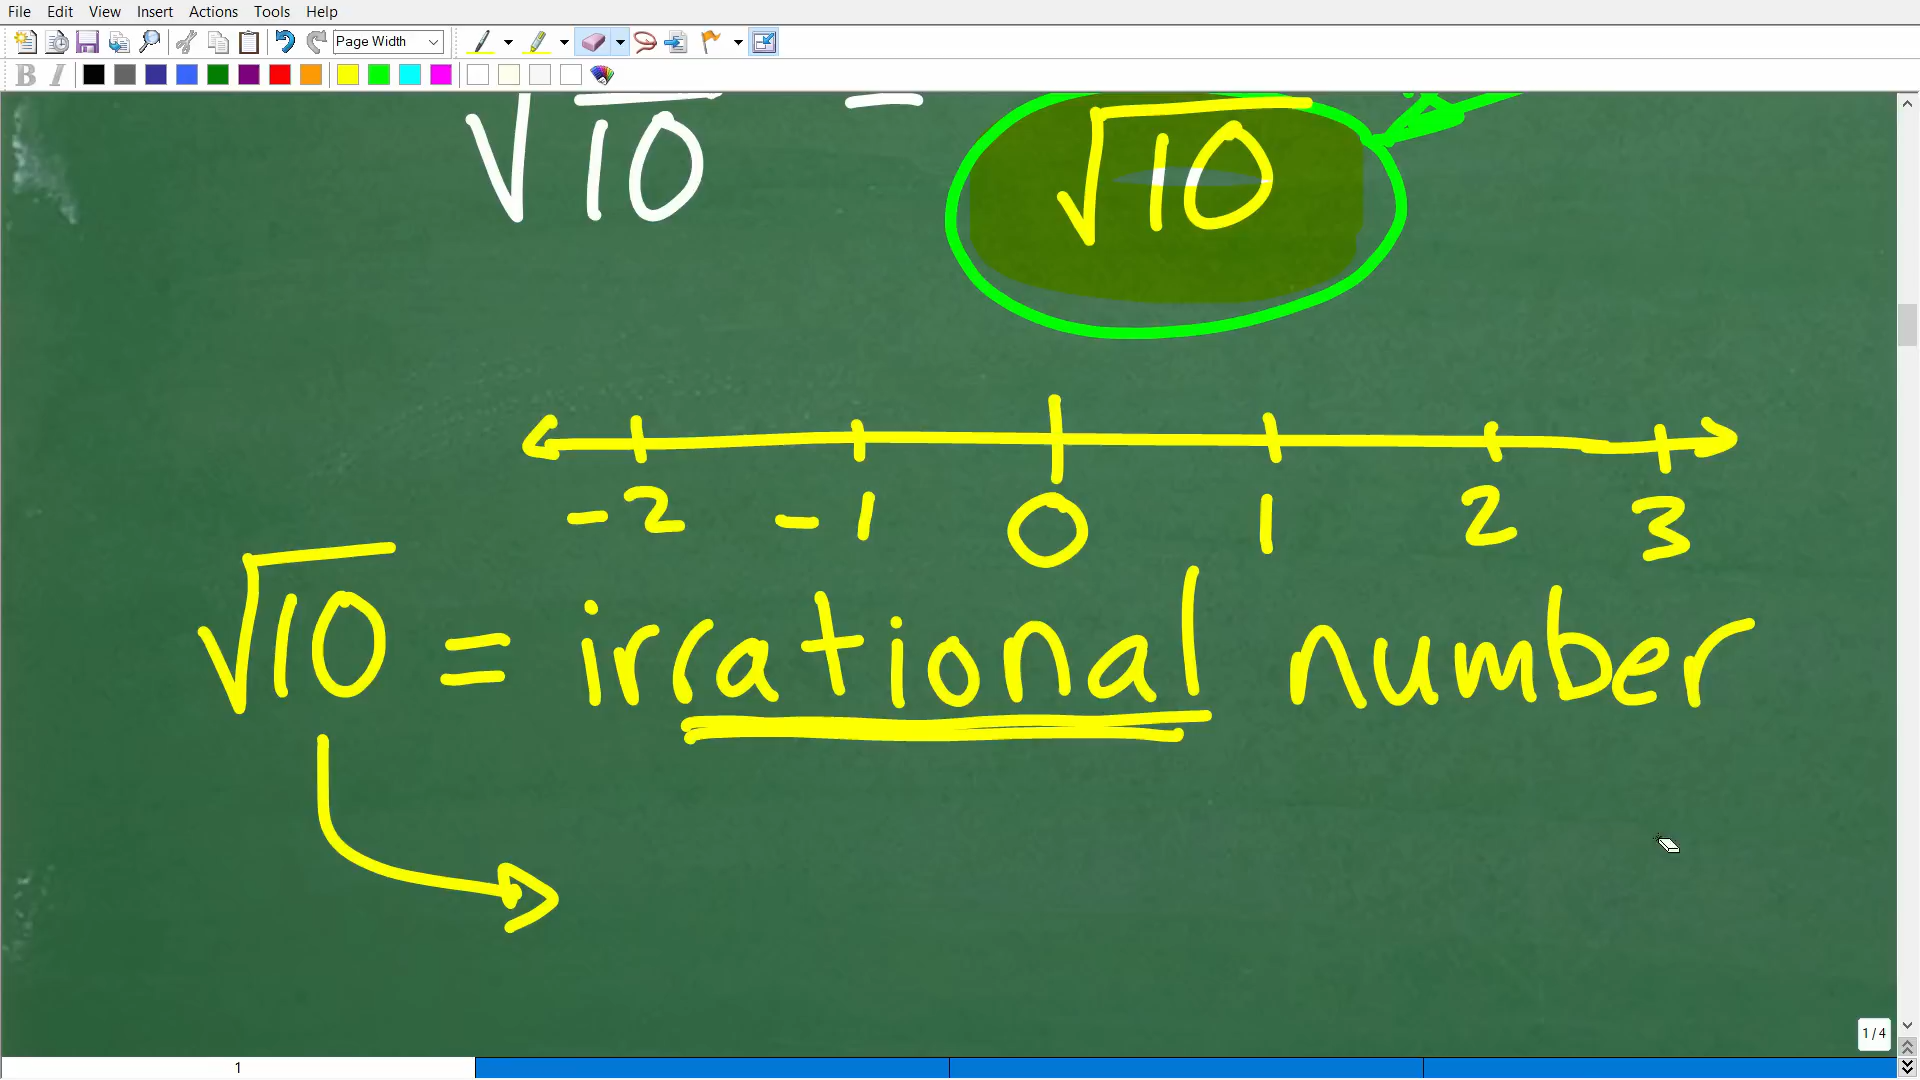 File Edit View Insert Actions Tools Help
Page Width
B I
√10 = √10
-2 -1 0 1 2 3
√10 = irrational number
1/4
1